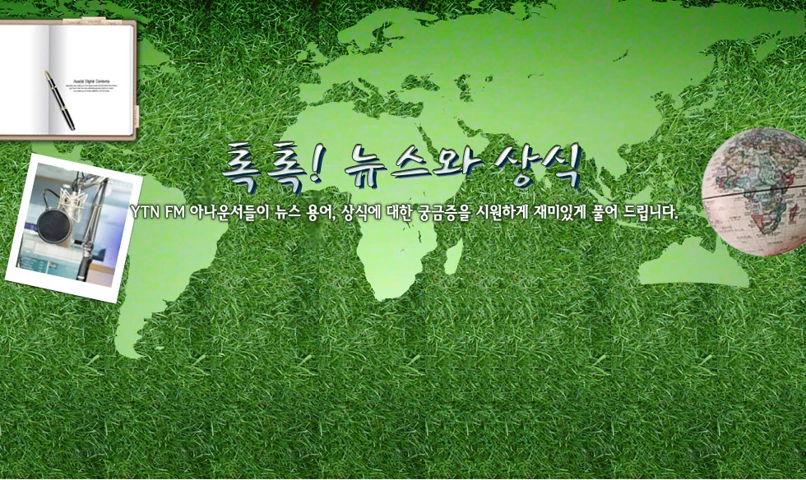 톡톡! 뉴스와 상식
YTN FM 아나운서들이 뉴스 용어, 상식에 대한 궁금증을 시원하게 재미있게 풀어 드립니다.